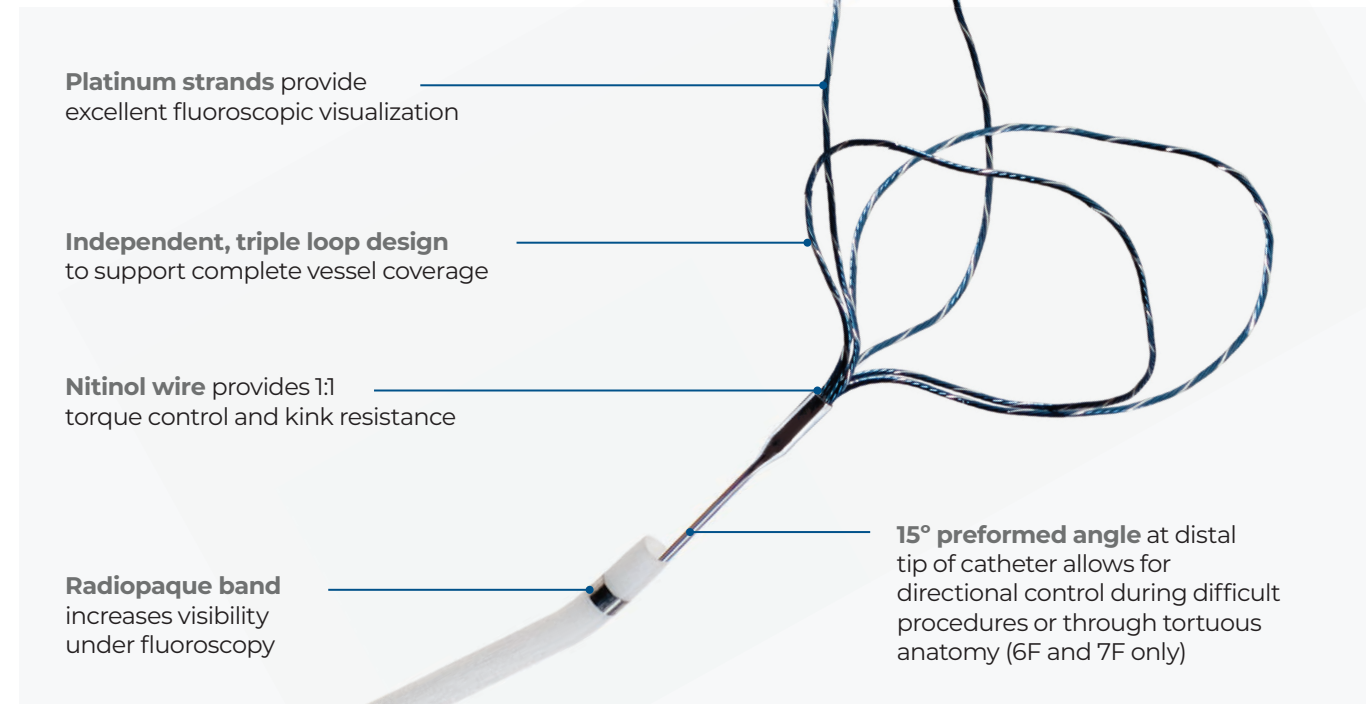 Platinum strands provide
excellent fluoroscopic visualization
Independent, triple loop design
to support complete vessel coverage
Nitinol wire provides 1:1
torque control and kink resistance
Radiopaque band
increases visibility
under fluoroscopy
15º preformed angle at distal
tip of catheter allows for
directional control during difficult
procedures or through tortuous
anatomy (6F and 7F only)